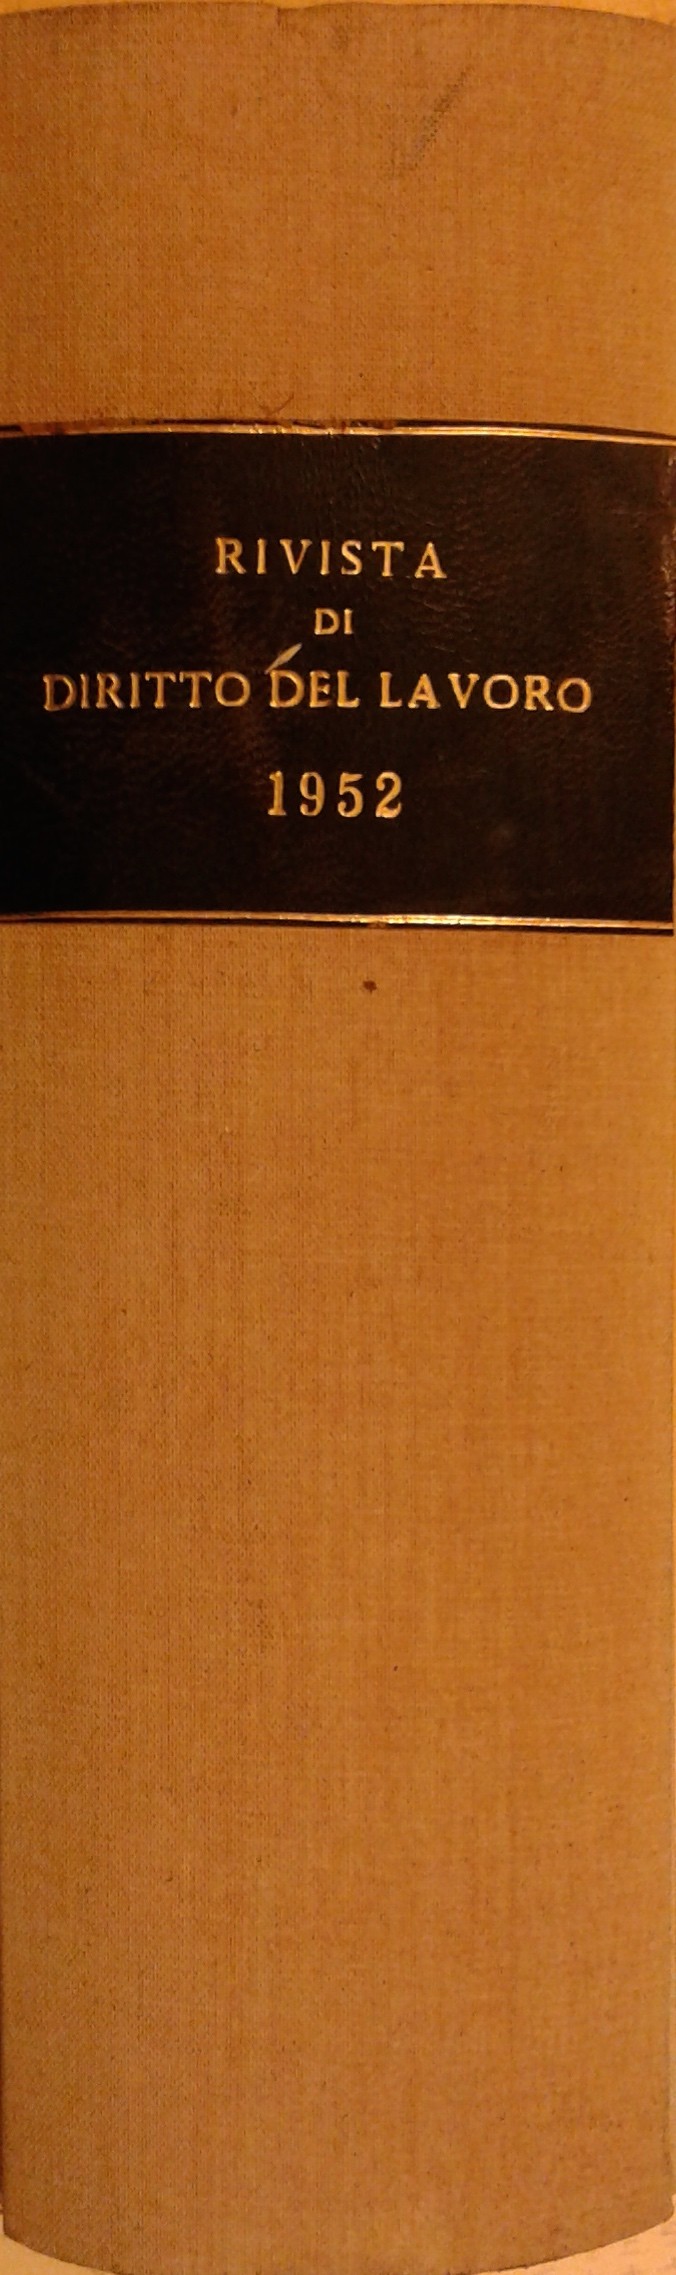 RIVISTA
DI
DIRITTO DEL LAVORO
1952